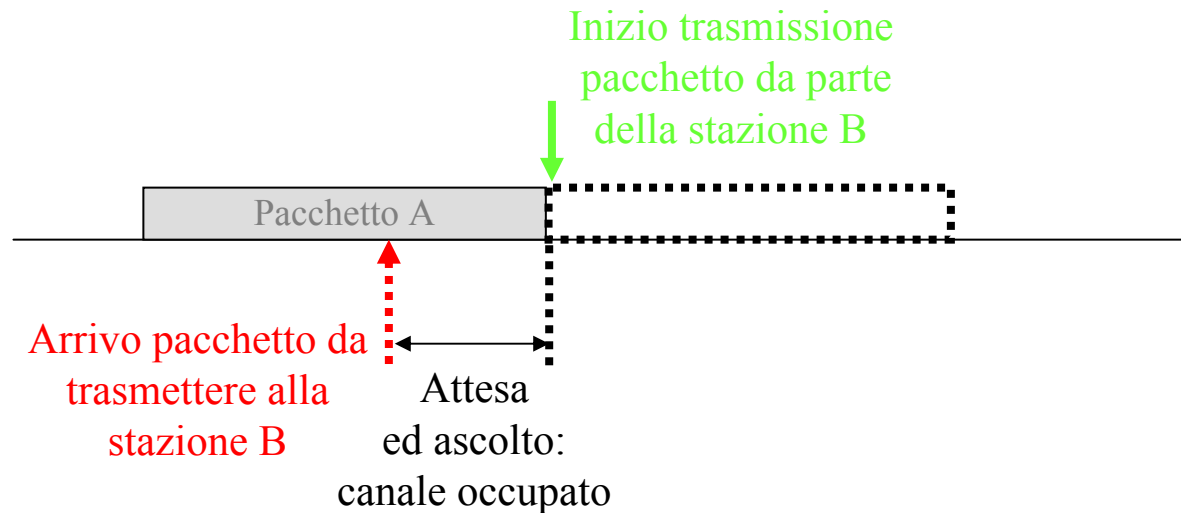 Inizio trasmissione
pacchetto da parte
della stazione B
Pacchetto A
Arrivo pacchetto da
trasmettere alla
stazione B
Attesa
ed ascolto:
canale occupato